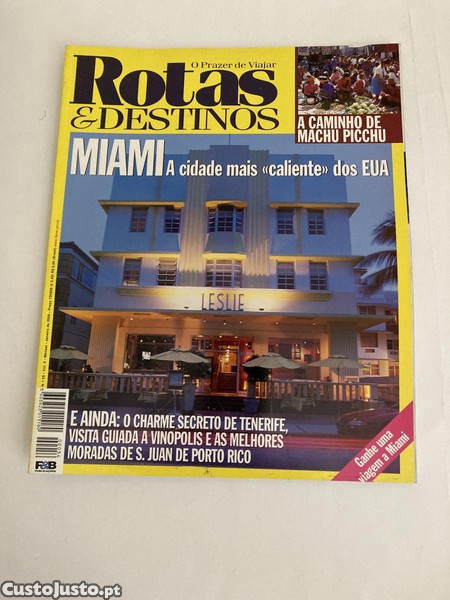 O Prazer de Viajar
Rotas
& DESTINOS
A CAMINHO DE
MACHU PICCHU
MIAMI A cidade mais «caliente» dos EUA
LESLIE
E AINDA: O CHARME SECRETO DE TENERIFE,
VISITA GUIADA A VINOPOLIS E AS MELHORES
MORADAS DE S. JUAN DE PORTO RICO
Ganhe uma
viagem a Miami
PUBLICAÇÕES
CustoJusto.pt